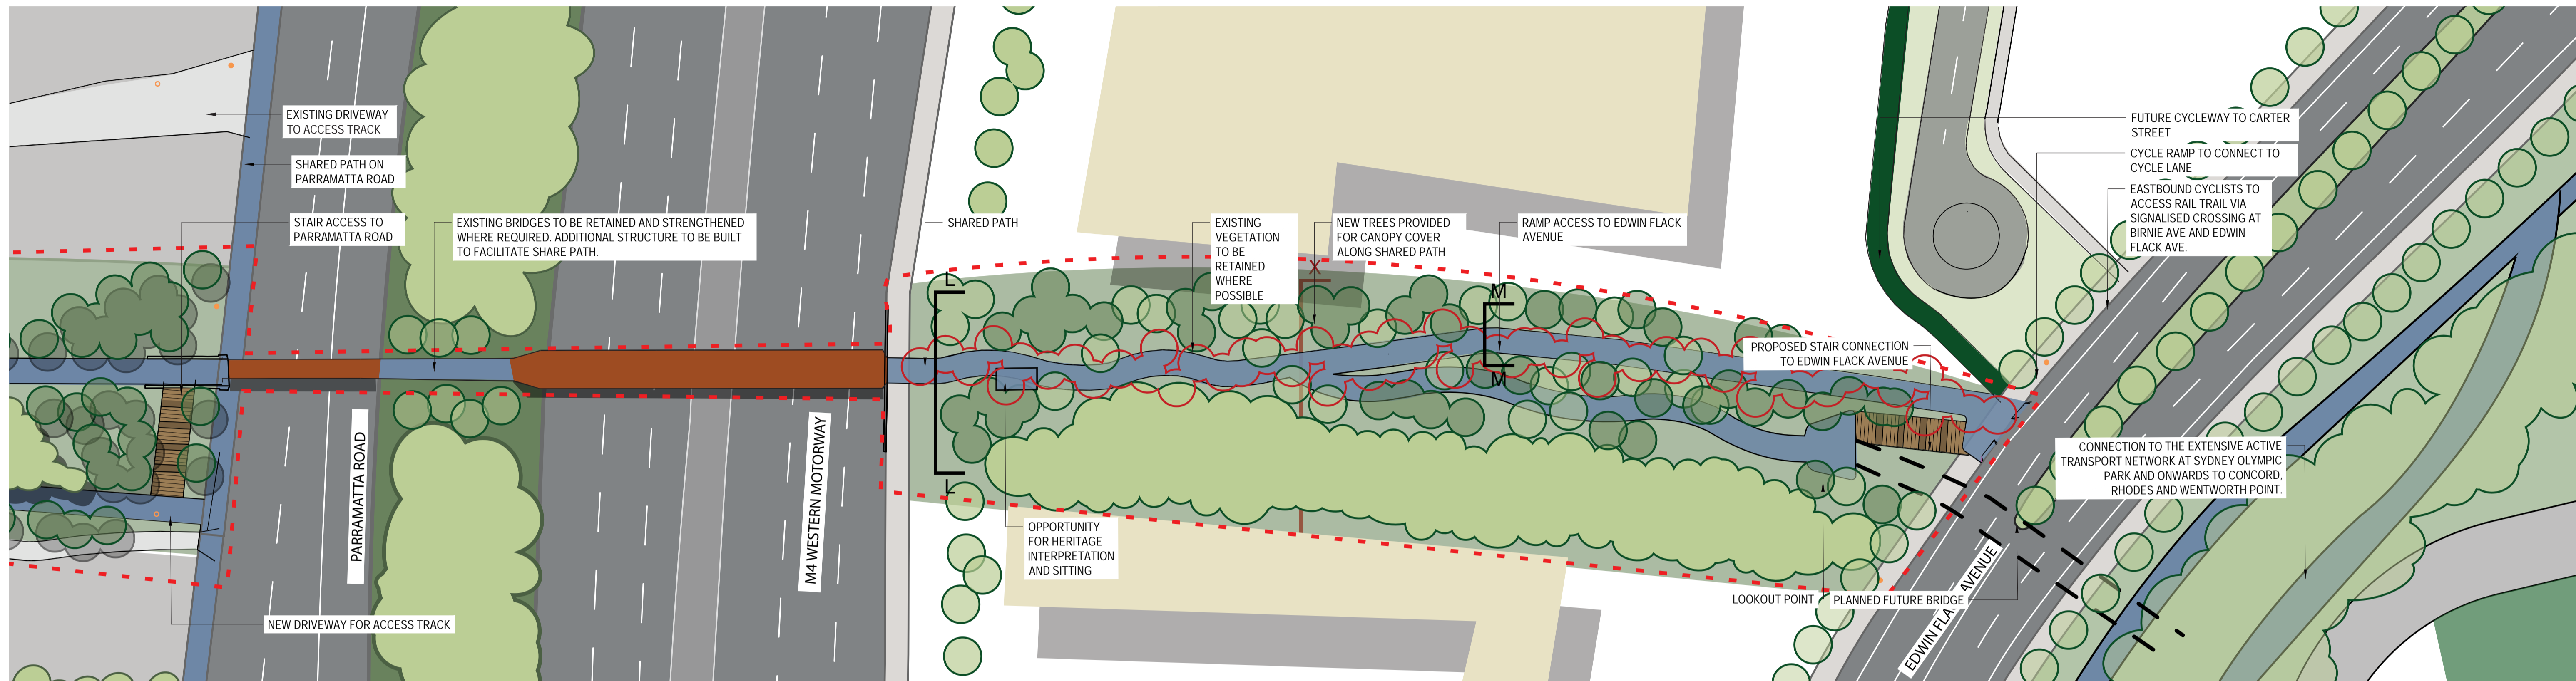 EXISTING DRIVEWAY
TO ACCESS TRACK
SHARED PATH ON
PARRAMATTA ROAD
STAIR ACCESS TO
PARRAMATTA ROAD
EXISTING BRIDGES TO BE RETAINED AND STRENGTHENED
WHERE REQUIRED. ADDITIONAL STRUCTURE TO BE BUILT
TO FACILITATE SHARE PATH.
SHARED PATH
EXISTING
VEGETATION
TO BE
RETAINED
WHERE
POSSIBLE
NEW TREES PROVIDED
FOR CANOPY COVER
ALONG SHARED PATH
X
RAMP ACCESS TO EDWIN FLACK
AVENUE
FUTURE CYCLEWAY TO CARTER
STREET
CYCLE RAMP TO CONNECT TO
CYCLE LANE
EASTBOUND CYCLISTS TO
ACCESS RAIL TRAIL VIA
SIGNALISED CROSSING AT
BIRNIE AVE AND EDWIN
FLACK AVE.
L
M
PROPOSED STAIR CONNECTION
TO EDWIN FLACK AVENUE
M
L
PARRAMATTA ROAD
M4 WESTERN MOTORWAY
CONNECTION TO THE EXTENSIVE ACTIVE
TRANSPORT NETWORK AT SYDNEY OLYMPIC
PARK AND ONWARDS TO CONCORD,
RHODES AND WENTWORTH POINT.
OPPORTUNITY
FOR HERITAGE
INTERPRETATION
AND SITTING
LOOKOUT POINT
PLANNED FUTURE BRIDGE
EDWIN FLACK AVENUE
NEW DRIVEWAY FOR ACCESS TRACK